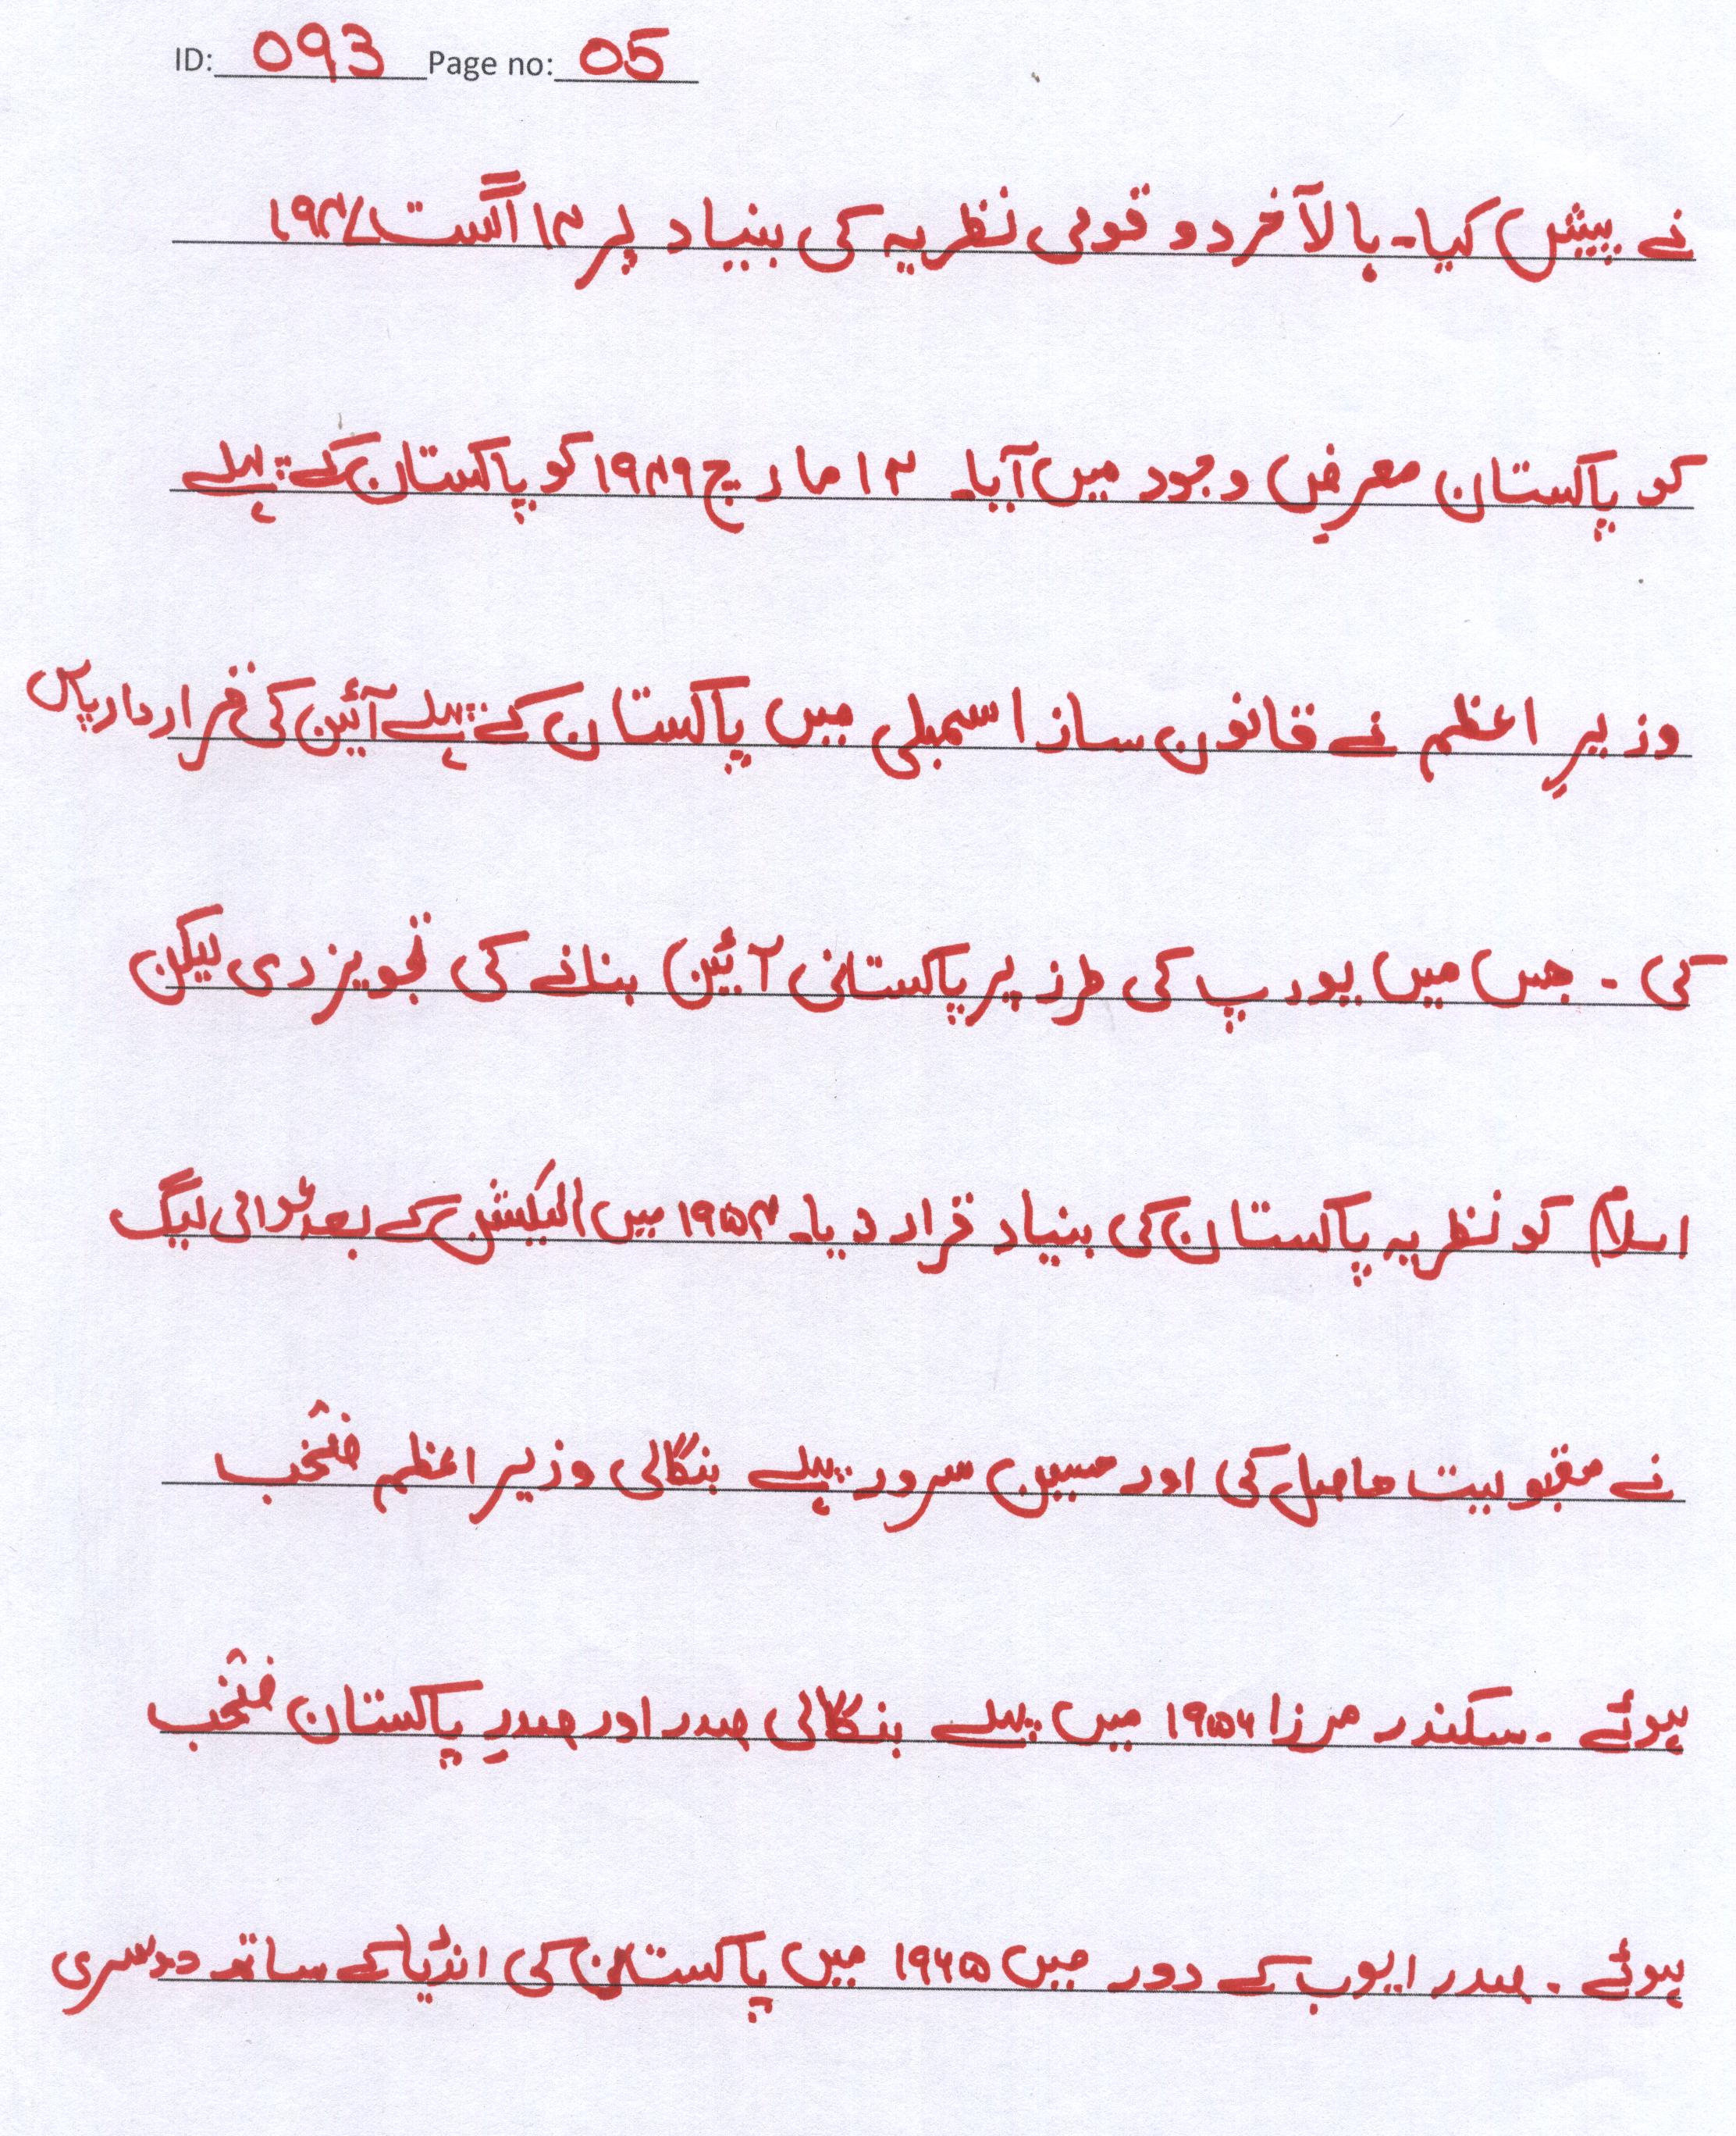 ID: 093 Page no: 05
نے پیش کیا۔ بالآخر دو قومی نظریہ کی بنیاد پر ۱۴ اگست ۱۹۴۷
کو پاکستان معرضِ وجود میں آیا۔ ۱۲ مارچ ۱۹۴۹ کو پاکستان کے پہلے
وزیرِ اعظم نے قانون ساز اسمبلی میں پاکستان کے پہلے آئین کی قرارداد پاس
کی ۔ جس میں یورپ کی طرز پر پاکستانی آئین بنانے کی تجویز دی لیکن
اسلام کو نظریہ پاکستان کی بنیاد قرار دیا۔ ۱۹۵۴ میں الیکشن کے بعد عوامی لیگ
نے مقبولیت حاصل کی اور حسین سرور پہلے بنگالی وزیر اعظم منتخب
ہوئے ۔ سکندر مرزا ۱۹۵۶ میں پہلے بنگالی صدر اور صدرِ پاکستان منتخب
ہوئے ۔ صدر ایوب کے دور میں ۱۹۶۵ میں پاکستان کی انڈیا کے ساتھ دوسری